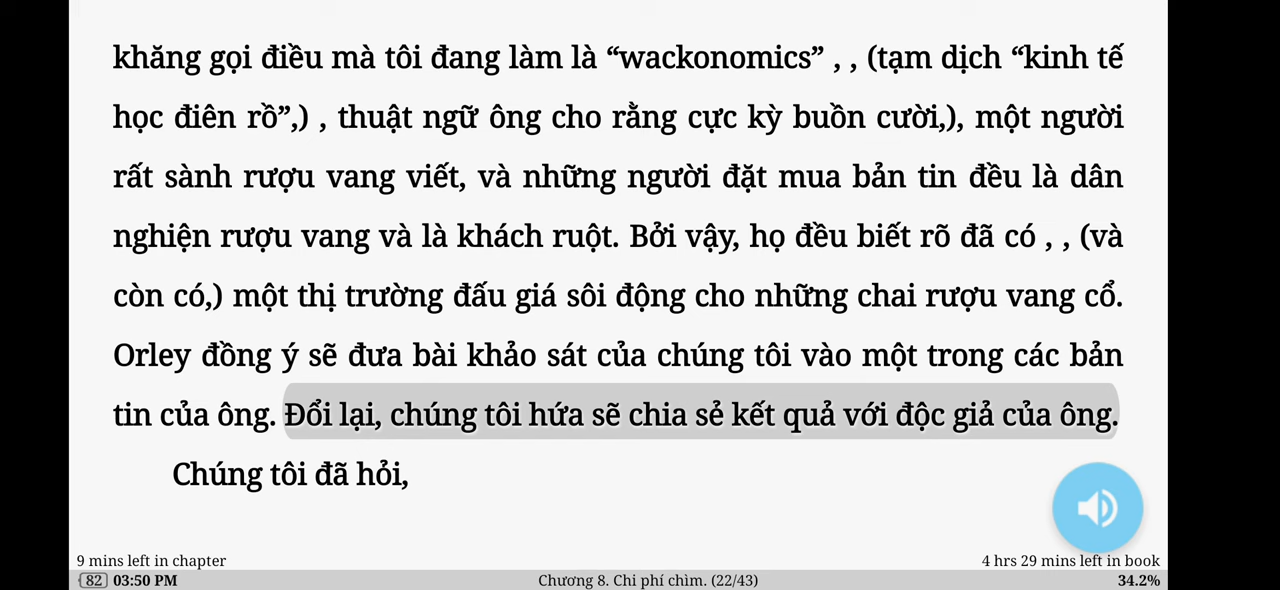 khăng gọi điều mà tôi đang làm là “wackonomics” , , (tạm dịch “kinh tế
học điên rồ”,) , thuật ngữ ông cho rằng cực kỳ buồn cười,), một người
rất sành rượu vang viết, và những người đặt mua bản tin đều là dân
nghiện rượu vang và là khách ruột. Bởi vậy, họ đều biết rõ đã có , , (và
còn có,) một thị trường đấu giá sôi động cho những chai rượu vang cổ.
Orley đồng ý sẽ đưa bài khảo sát của chúng tôi vào một trong các bản
tin của ông. Đổi lại, chúng tôi hứa sẽ chia sẻ kết quả với độc giả của ông.
Chúng tôi đã hỏi,
9 mins left in chapter
4 hrs 29 mins left in book
82 03:50 PM
Chương 8. Chi phí chìm. (22/43)
34.2%